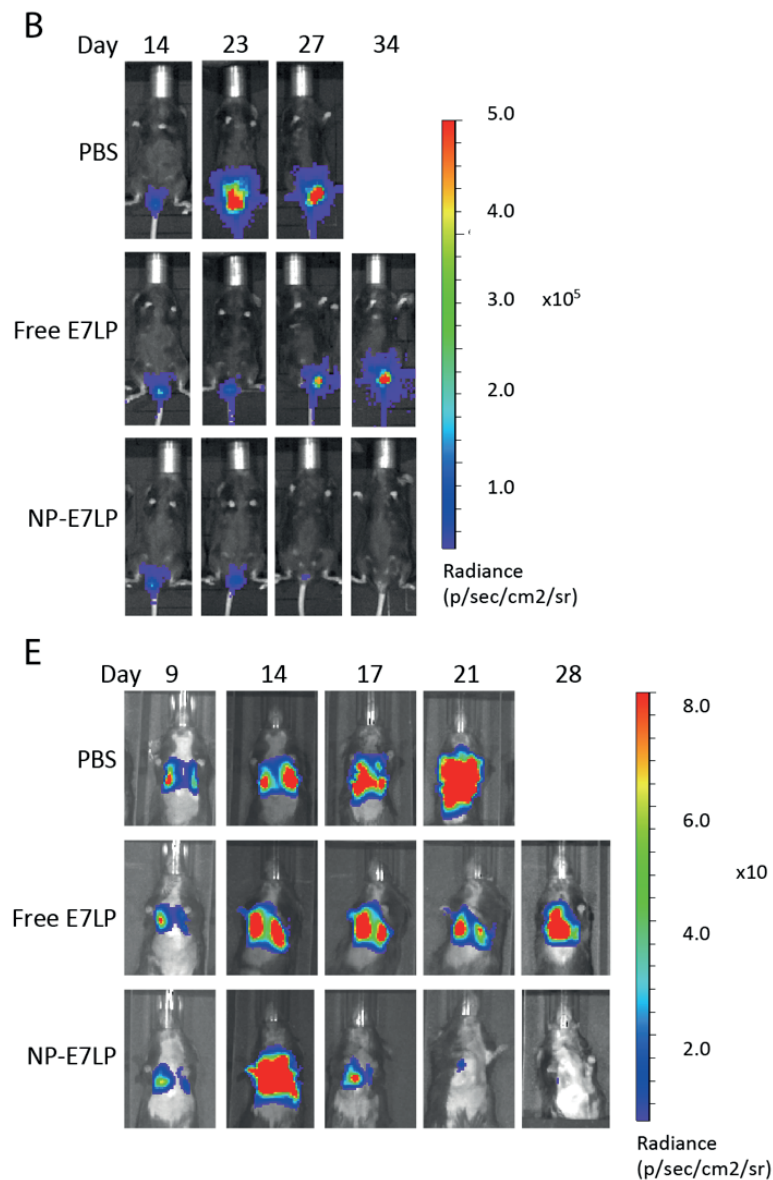 B
Day 14 23 27 34
PBS
Free E7LP
NP-E7LP
5.0
4.0
3.0
x10⁵
2.0
1.0
Radiance
(p/sec/cm2/sr)
E
Day 9 14 17 21 28
PBS
Free E7LP
NP-E7LP
8.0
6.0
x10
4.0
2.0
Radiance
(p/sec/cm2/sr)